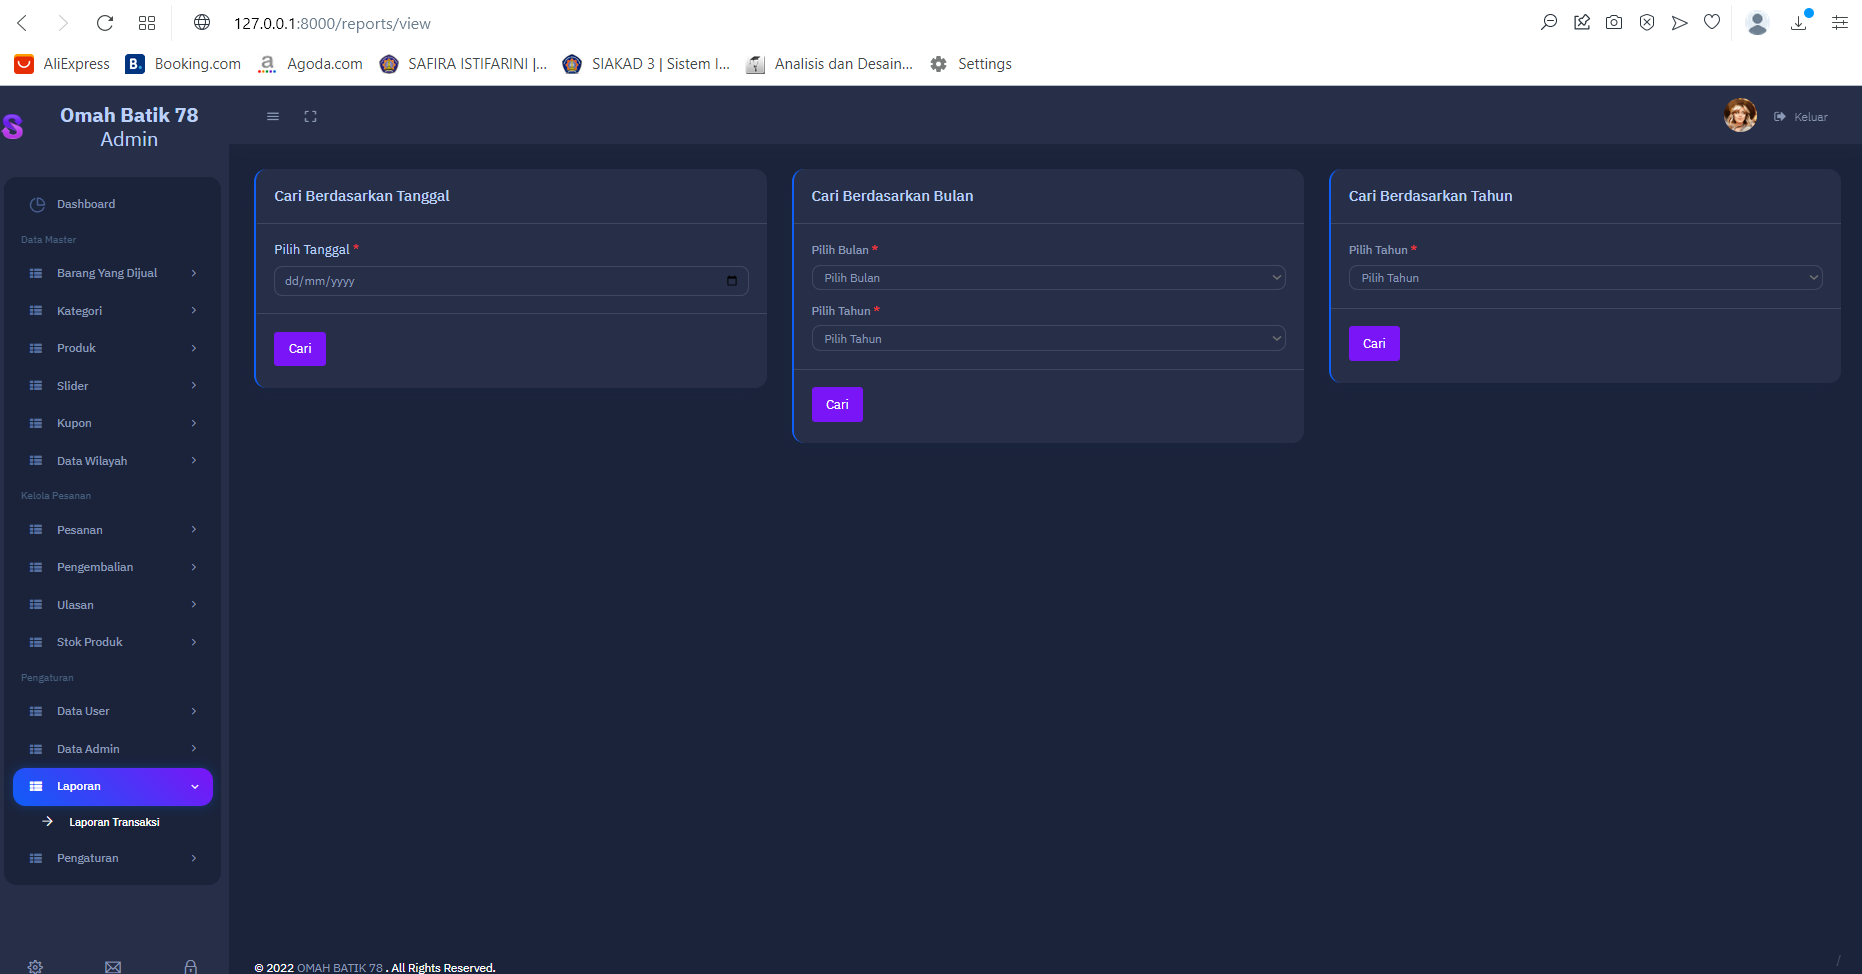 127.0.0.1:8000/reports/view
AliExpress
Booking.com
Agoda.com
SAFIRA ISTIFARINI |...
SIAKAD 3 | Sistem I...
Analisis dan Desain...
Settings
Omah Batik 78
Admin
Keluar
Dashboard
Data Master
Barang Yang Dijual
Kategori
Produk
Slider
Kupon
Data Wilayah
Kelola Pesanan
Pesanan
Pengembalian
Ulasan
Stok Produk
Pengaturan
Data User
Data Admin
Laporan
Laporan Transaksi
Pengaturan
Cari Berdasarkan Tanggal
Pilih Tanggal *
dd/mm/yyyy
Cari
Cari Berdasarkan Bulan
Pilih Bulan *
Pilih Bulan
Pilih Tahun *
Pilih Tahun
Cari
Cari Berdasarkan Tahun
Pilih Tahun *
Pilih Tahun
Cari
© 2022 OMAH BATIK 78 . All Rights Reserved.
/